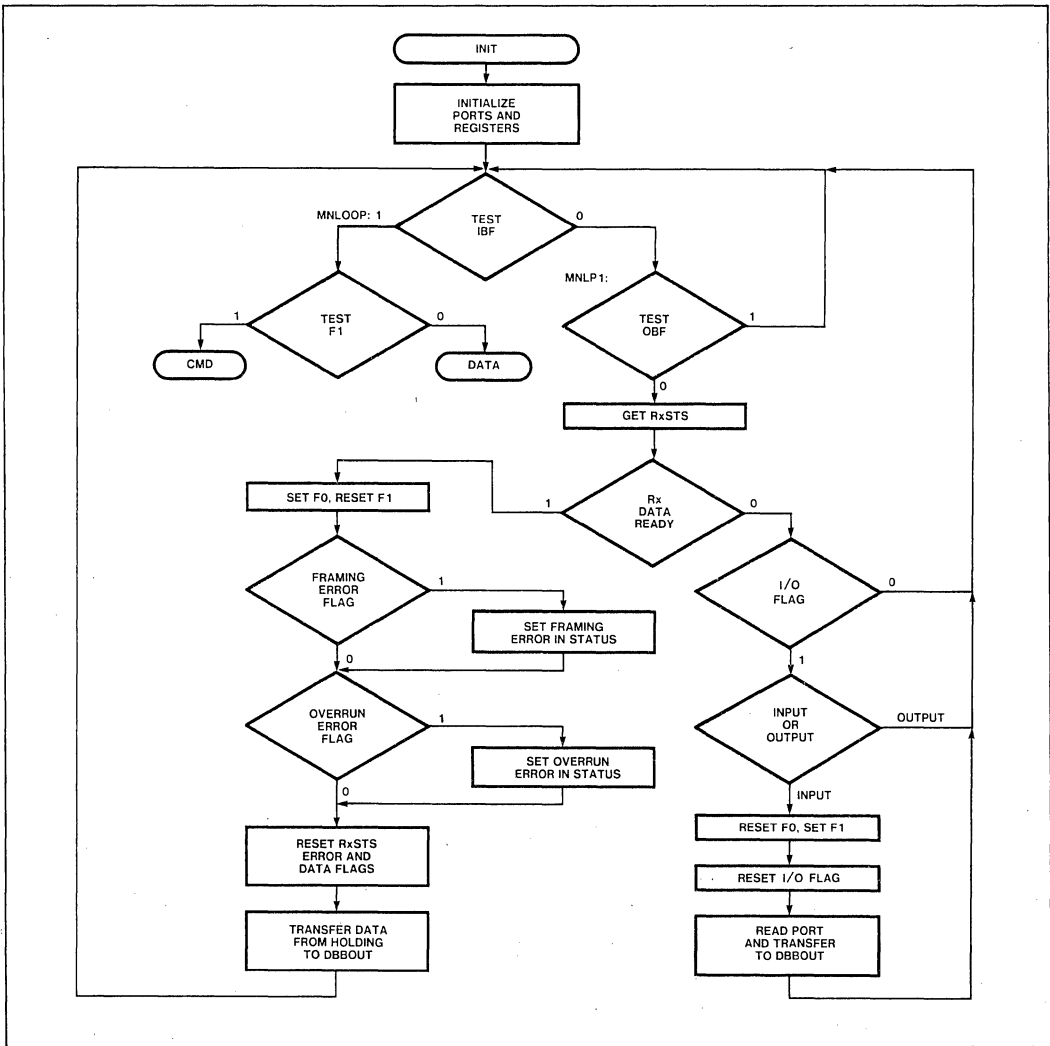 INIT
INITIALIZE
PORTS AND
REGISTERS
MNLOOP: 1
TEST
IBF
0
MNLP1:
1
TEST
F1
0
TEST
OBF
1
CMD
DATA
0
GET RxSTS
1
Rx
DATA
READY
0
SET F0, RESET F1
FRAMING
ERROR
FLAG
1
SET FRAMING
ERROR IN STATUS
0
I/O
FLAG
0
1
OVERRUN
ERROR
FLAG
1
SET OVERRUN
ERROR IN STATUS
0
INPUT
OR
OUTPUT
OUTPUT
INPUT
RESET RxSTS
ERROR AND
DATA FLAGS
RESET F0, SET F1
RESET I/O FLAG
TRANSFER DATA
FROM HOLDING
TO DBBOUT
READ PORT
AND TRANSFER
TO DBBOUT